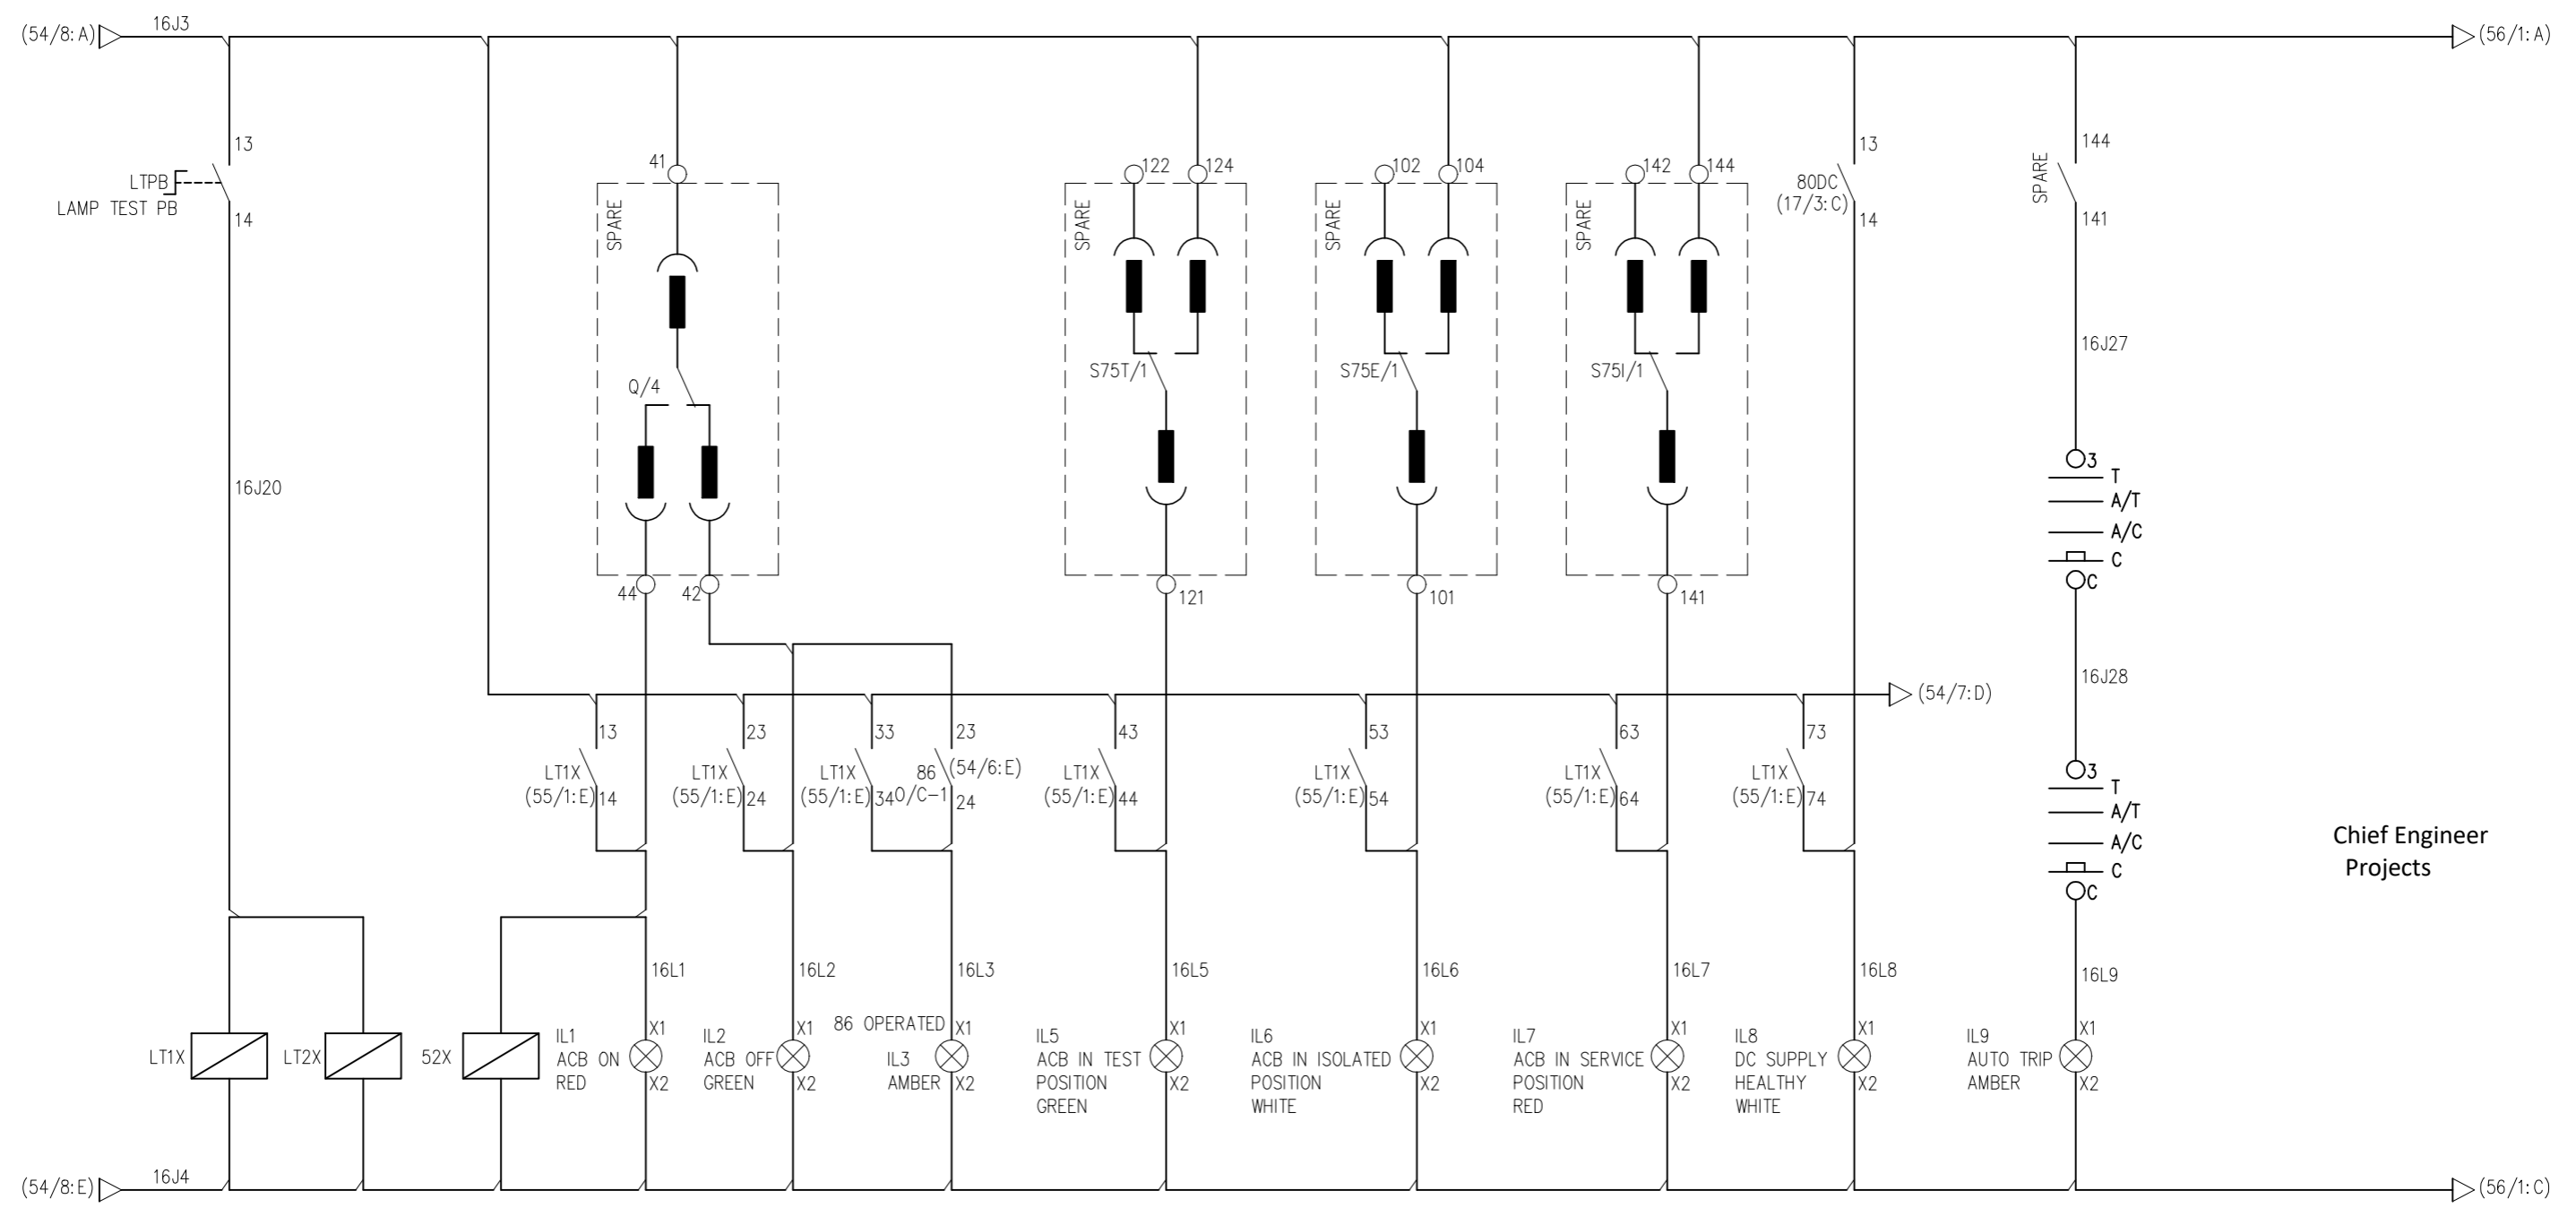 (54/8:A)
16J3
(56/1:A)
13
LTPB
LAMP TEST PB
14
16J20
41
SPARE
Q/4
44
42
122
124
SPARE
S75T/1
121
102
104
SPARE
S75E/1
101
142
144
SPARE
S75I/1
141
13
80DC
(17/3:C)
14
144
SPARE
141
16J27
3
T
A/T
A/C
C
C
16J28
3
T
A/T
A/C
C
C
(54/7:D)
13
LT1X
(55/1:E)
14
23
LT1X
(55/1:E)
24
33
LT1X
(55/1:E)
34
23
86
(54/6:E)
O/C-1
24
43
LT1X
(55/1:E)
44
53
LT1X
(55/1:E)
54
63
LT1X
(55/1:E)
64
73
LT1X
(55/1:E)
74
Chief Engineer
Projects
16L1
16L2
16L3
16L5
16L6
16L7
16L8
16L9
LT1X
LT2X
52X
IL1
ACB ON
RED
X1
X2
IL2
ACB OFF
GREEN
X1
X2
86 OPERATED
IL3
AMBER
X1
X2
IL5
ACB IN TEST
POSITION
GREEN
X1
X2
IL6
ACB IN ISOLATED
POSITION
WHITE
X1
X2
IL7
ACB IN SERVICE
POSITION
RED
X1
X2
IL8
DC SUPPLY
HEALTHY
WHITE
X1
X2
IL9
AUTO TRIP
AMBER
X1
X2
(54/8:E)
16J4
(56/1:C)